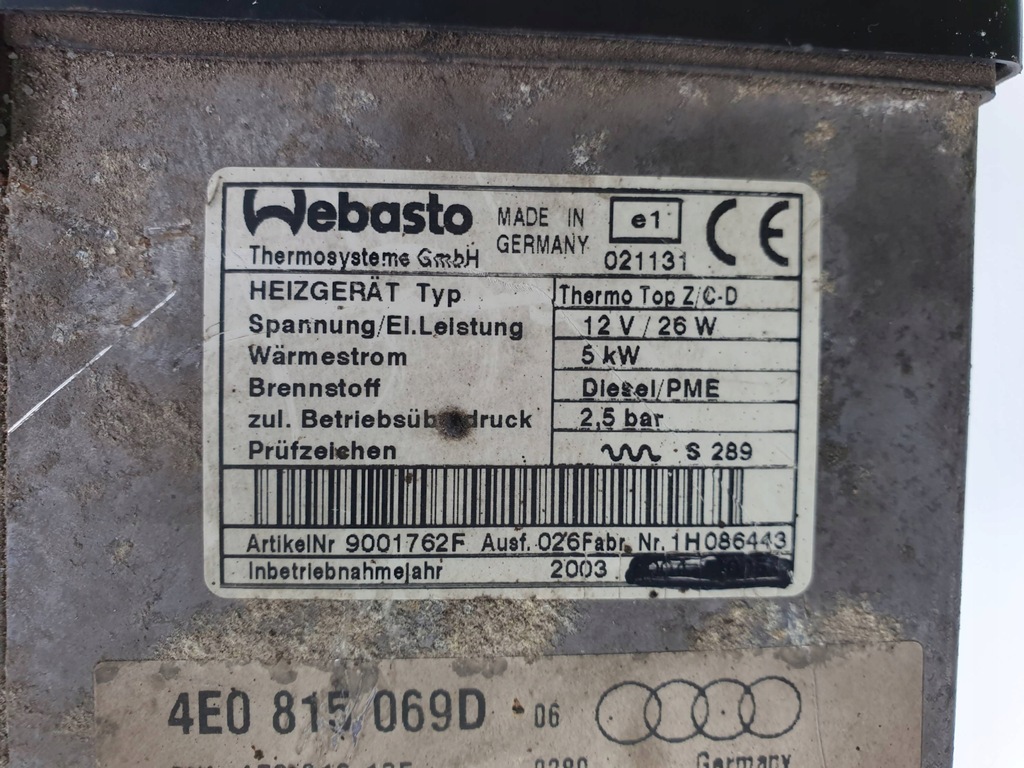 Webasto
Thermosysteme GmbH
MADE IN
GERMANY
e1
021131
CE
HEIZGERÄT Typ Thermo Top Z/C-D
Spannung/El.Leistung 12 V / 26 W
Wärmestrom 5 kW
Brennstoff Diesel/PME
zul. Betriebsüberdruck 2,5 bar
Prüfzeichen S 289
ArtikelNr 9001762F Ausf. 026 Fabr. Nr. 1H086443
Inbetriebnahmejahr 2003
4E0 815 069D 06
Germany